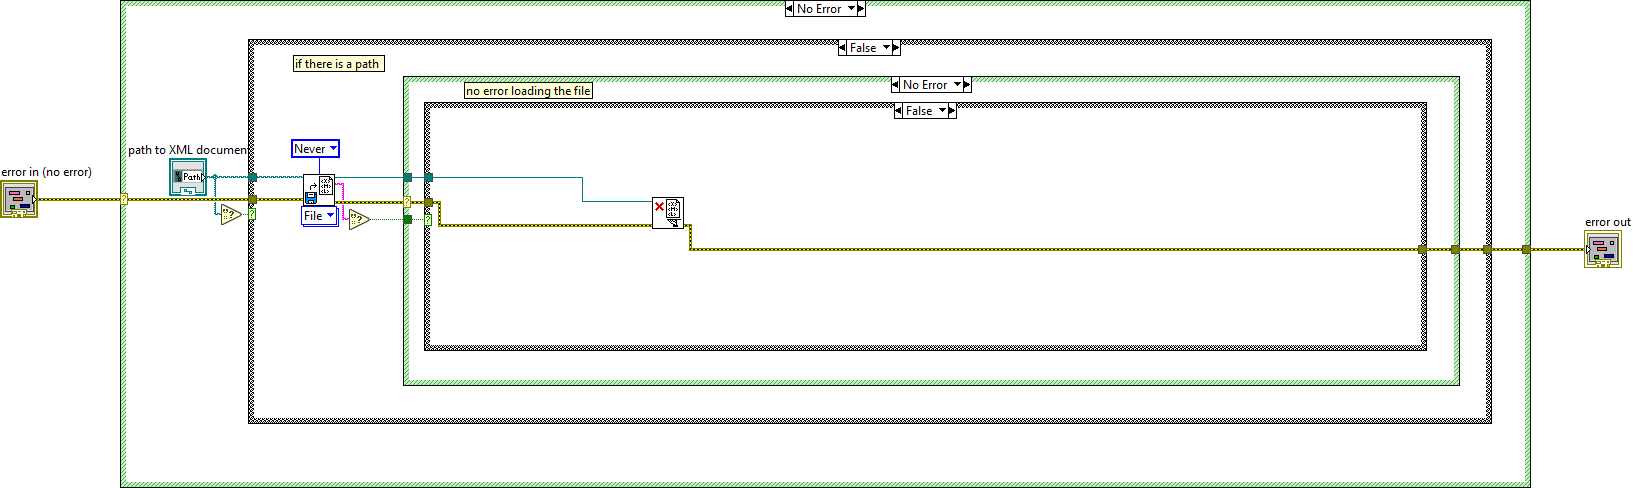 No Error
False
if there is a path
No Error
no error loading the file
False
Never
path to XML documen
error in (no error)
Path
File
error out